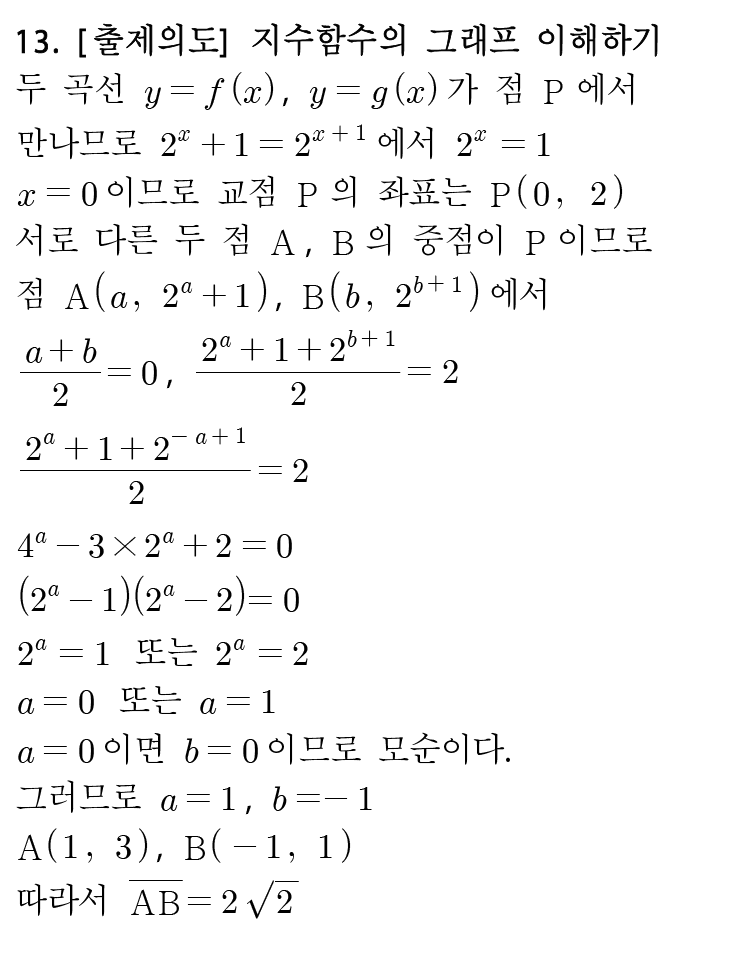 13. [출제의도] 지수함수의 그래프 이해하기
두 곡선 y=f(x), y=g(x)가 점 P에서
만나므로 2^x+1=2^{x+1}에서 2^x=1
x=0이므로 교점 P의 좌표는 P(0, 2)
서로 다른 두 점 A, B의 중점이 P이므로
점 A(a, 2^a+1), B(b, 2^{b+1})에서
\frac{a+b}{2}=0, \frac{2^a+1+2^{b+1}}{2}=2
\frac{2^a+1+2^{-a+1}}{2}=2
4^a-3×2^a+2=0
(2^a-1)(2^a-2)=0
2^a=1 또는 2^a=2
a=0 또는 a=1
a=0이면 b=0이므로 모순이다.
그러므로 a=1, b=-1
A(1, 3), B(-1, 1)
따라서 \overline{AB}=2\sqrt{2}